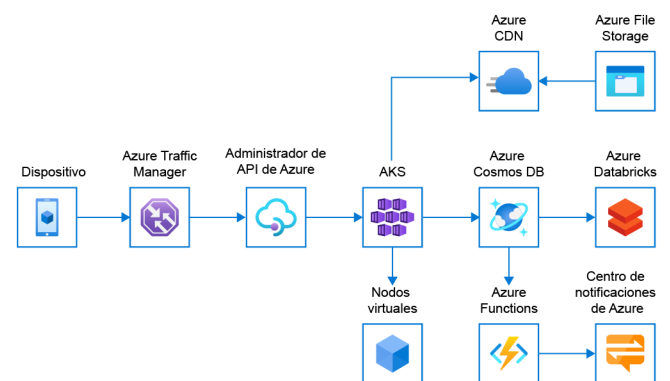 Azure
CDN
Azure File
Storage
Dispositivo
Azure Traffic
Manager
Administrador de
API de Azure
AKS
Azure
Cosmos DB
Azure
Databricks
Nodos
virtuales
Azure
Functions
Centro de
notificaciones
de Azure